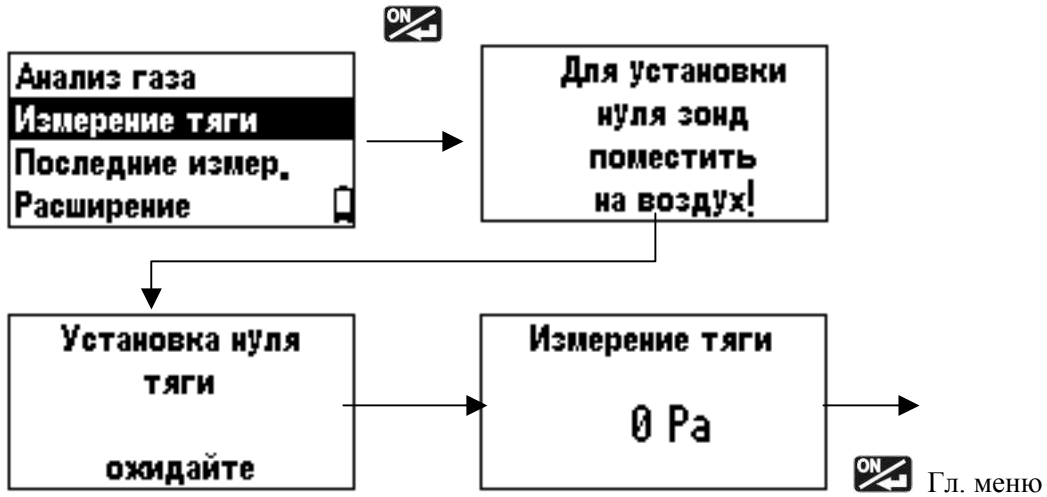 ON
Анализ газа
Измерение тяги
Последние измер.
Расширение
Для установки
нуля зонд
поместить
на воздух!
Установка нуля
тяги
ожидайте
Измерение тяги
0 Pa
ON
Гл. меню